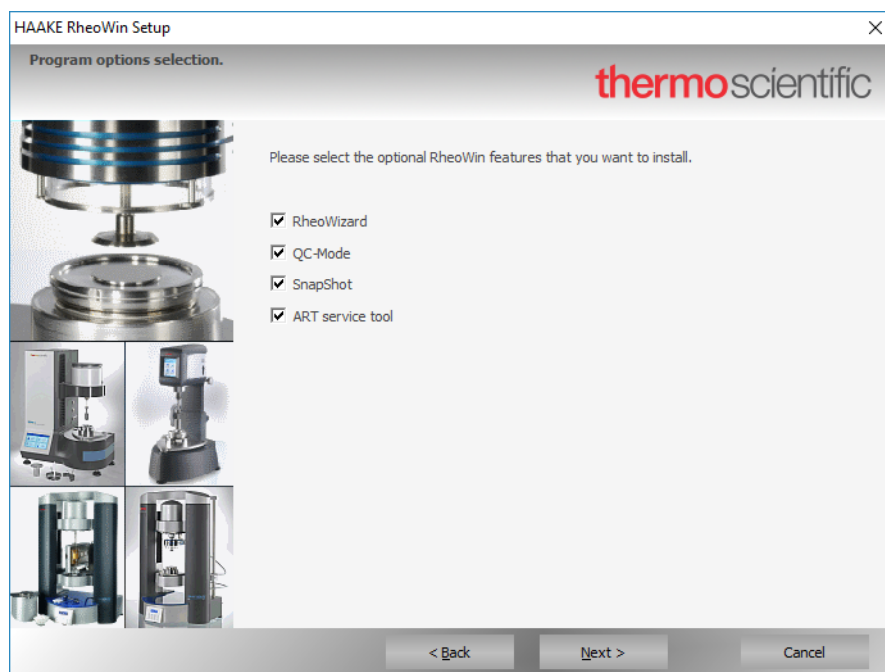 HAAKE RheoWin Setup
Program options selection.
thermoscientific
Please select the optional RheoWin features that you want to install.
RheoWizard
QC-Mode
SnapShot
ART service tool
< Back
Next >
Cancel